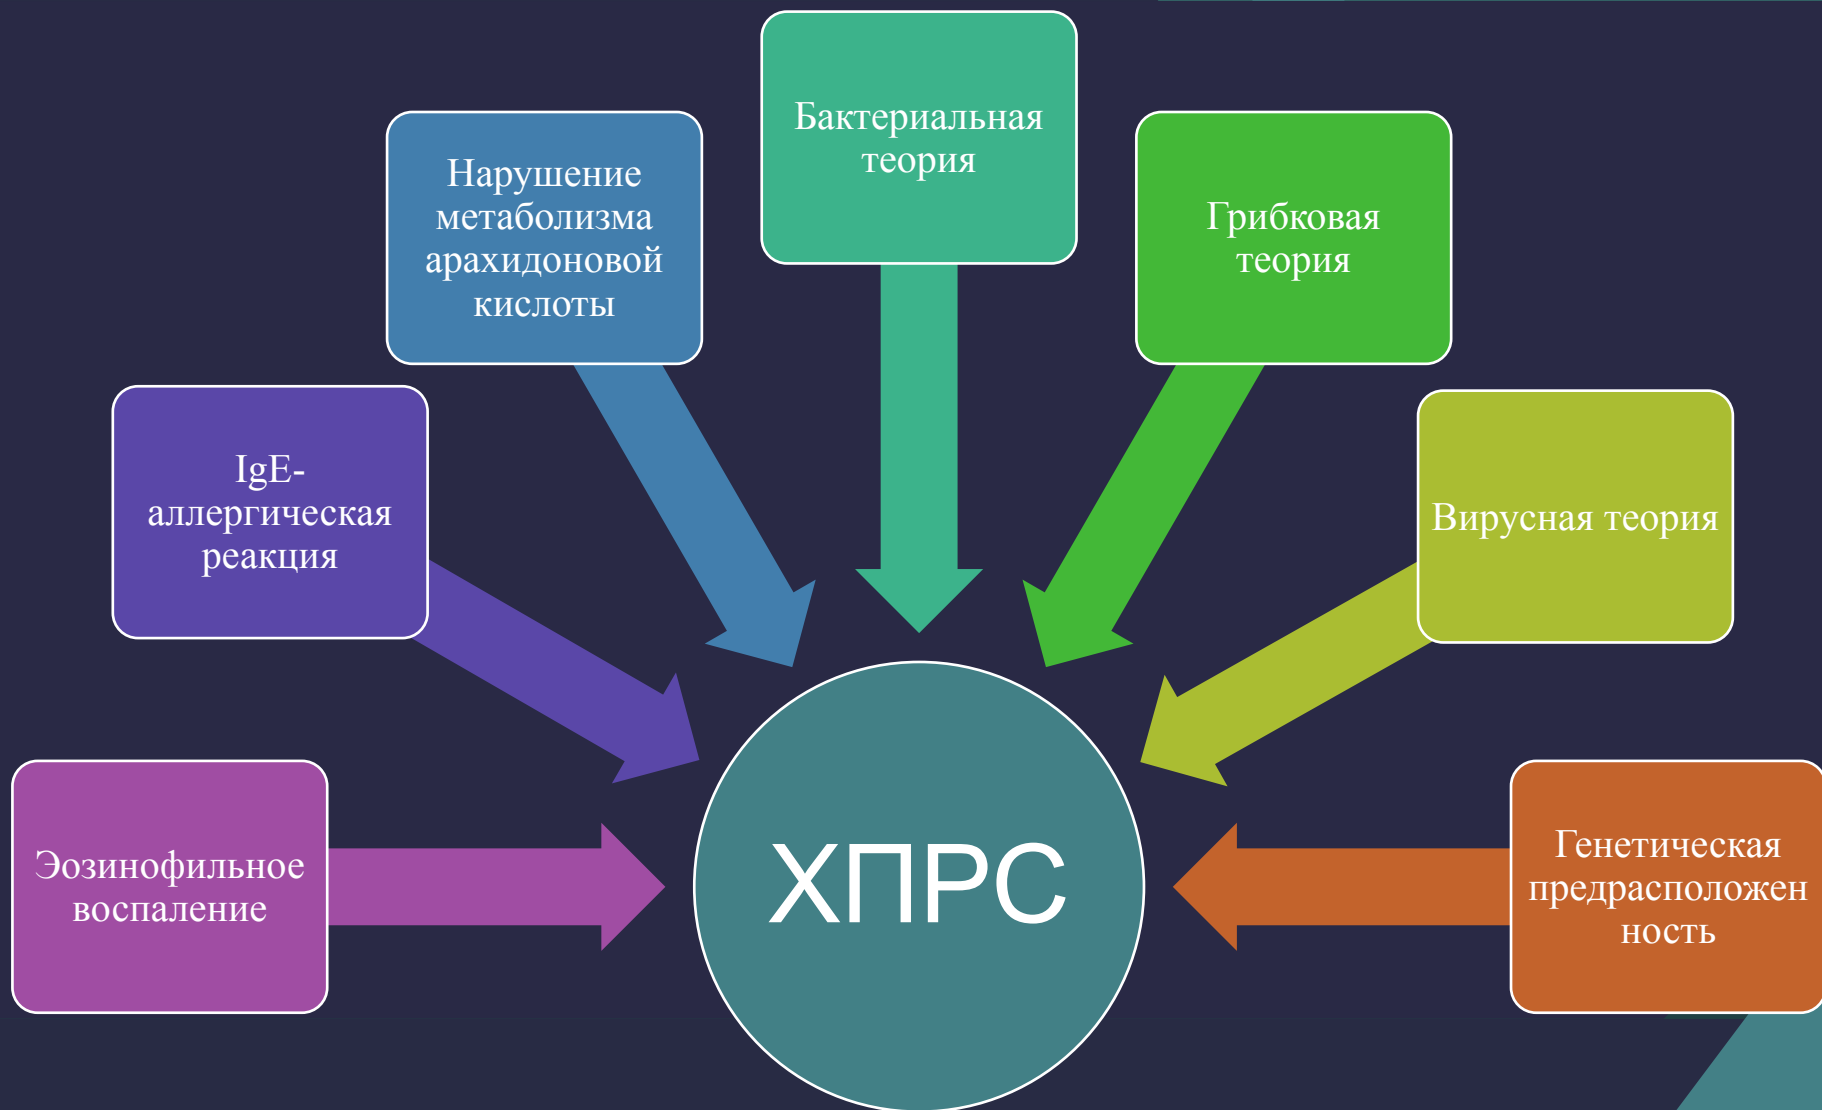 Бактериальная
теория
Нарушение
метаболизма
арахидоновой
кислоты
Грибковая
теория
IgE-
аллергическая
реакция
Вирусная теория
Эозинофильное
воспаление
ХПРС
Генетическая
предрасположен
ность